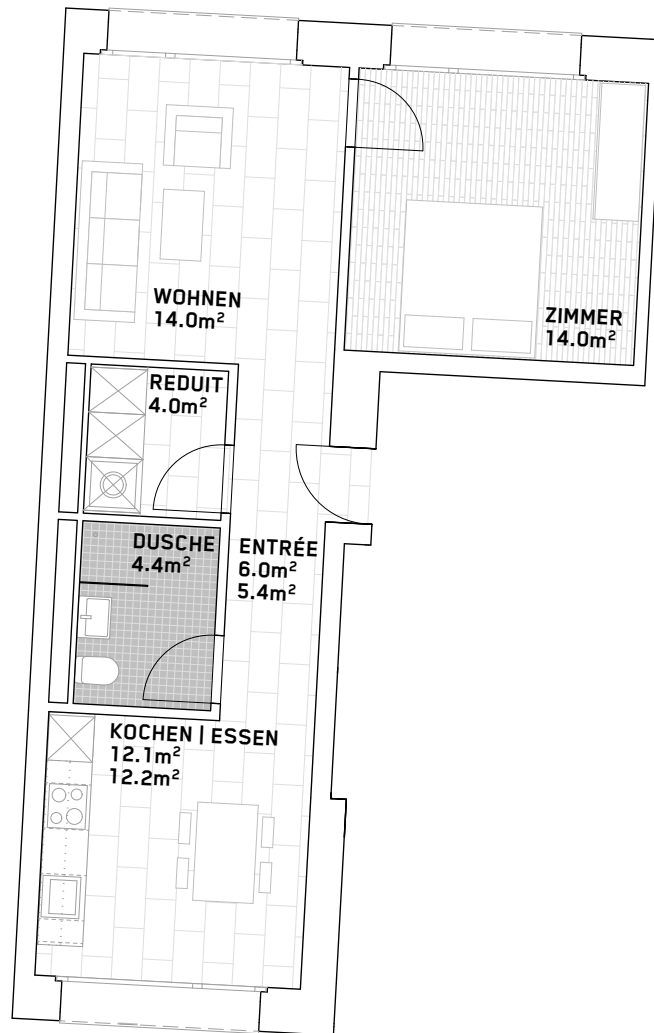 WOHNEN
14.0m²
ZIMMER
14.0m²
REDUIT
4.0m²
DUSCHE
4.4m²
ENTRÉE
6.0m²
5.4m²
KOCHEN | ESSEN
12.1m²
12.2m²